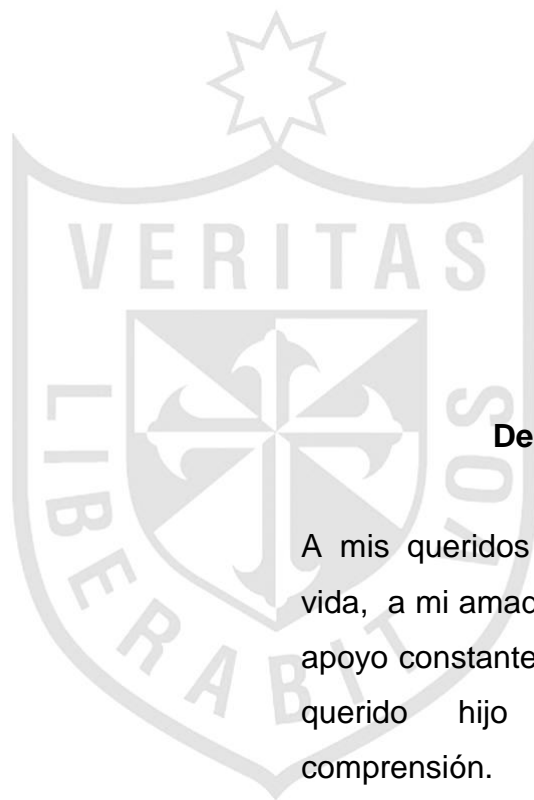 VERITAS
LIBERABIT VOS
De
A mis queridos
vida, a mi amad
apoyo constante
querido hijo
comprensión.